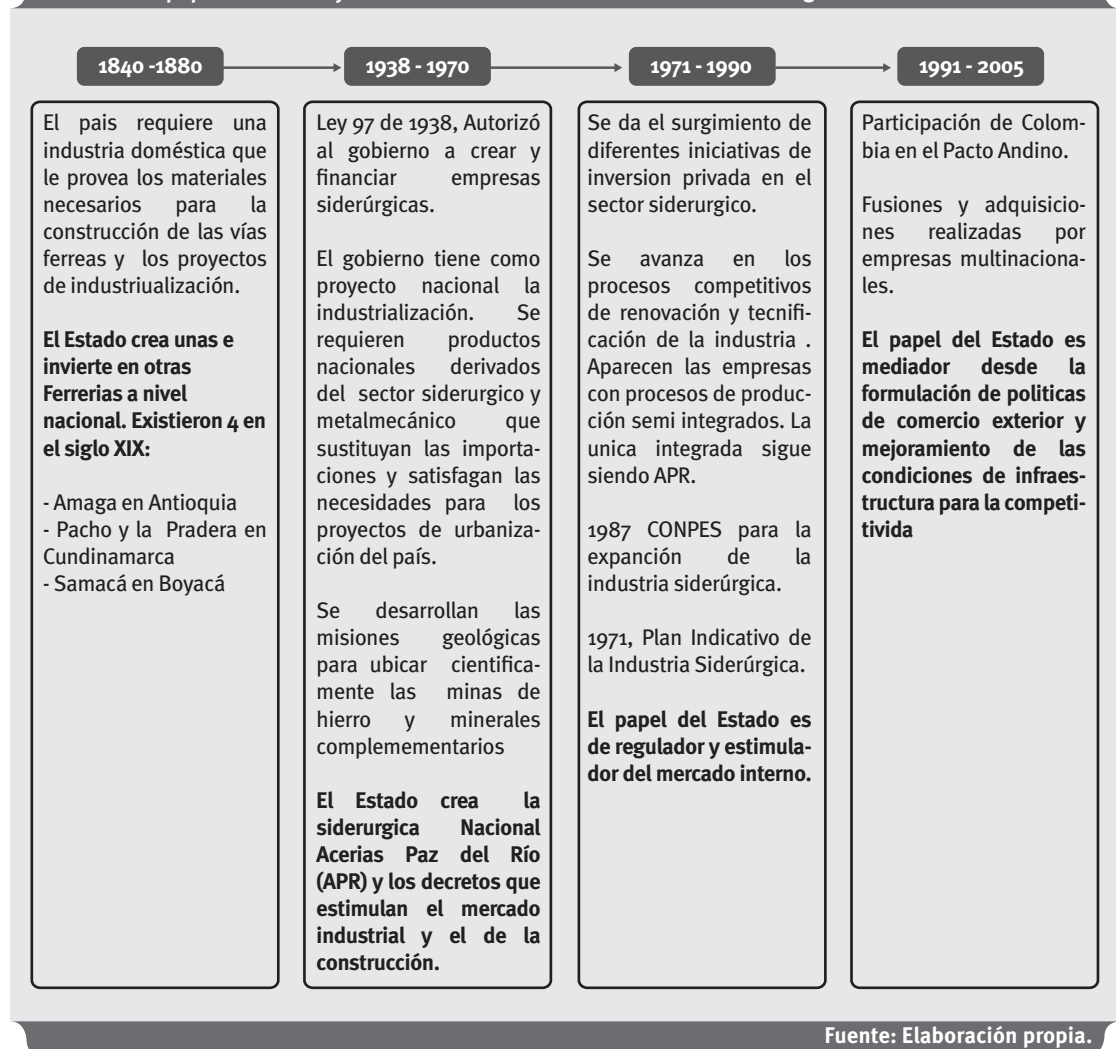 1840 -1880
1938 - 1970
1971 - 1990
1991 - 2005
El pais requiere una
industria doméstica que
le provea los materiales
necesarios para la
construcción de las vías
ferreas y los proyectos
de industriualización.
El Estado crea unas e
invierte en otras
Ferrerias a nivel
nacional. Existieron 4 en
el siglo XIX:
- Amaga en Antioquia
- Pacho y la Pradera en
Cundinamarca
- Samacá en Boyacá
Ley 97 de 1938, Autorizó
al gobierno a crear y
financiar empresas
siderúrgicas.
El gobierno tiene como
proyecto nacional la
industrialización. Se
requieren productos
nacionales derivados
del sector siderurgico y
metalmecánico que
sustituyan las importa-
ciones y satisfagan las
necesidades para los
proyectos de urbaniza-
ción del país.
Se desarrollan las
misiones geológicas
para ubicar cientifica-
mente las minas de
hierro y minerales
complemementarios
El Estado crea la
siderurgica Nacional
Acerias Paz del Río
(APR) y los decretos que
estimulan el mercado
industrial y el de la
construcción.
Se da el surgimiento de
diferentes iniciativas de
inversion privada en el
sector siderurgico.
Se avanza en los
procesos competitivos
de renovación y tecnifi-
cación de la industria .
Aparecen las empresas
con procesos de produc-
ción semi integrados. La
unica integrada sigue
siendo APR.
1987 CONPES para la
expanción de la
industria siderúrgica.
1971, Plan Indicativo de
la Industria Siderúrgica.
El papel del Estado es
de regulador y estimula-
dor del mercado interno.
Participación de Colom-
bia en el Pacto Andino.
Fusiones y adquisicio-
nes realizadas por
empresas multinaciona-
les.
El papel del Estado es
mediador desde la
formulación de politicas
de comercio exterior y
mejoramiento de las
condiciones de infraes-
tructura para la competi-
tivida
Fuente: Elaboración propia.